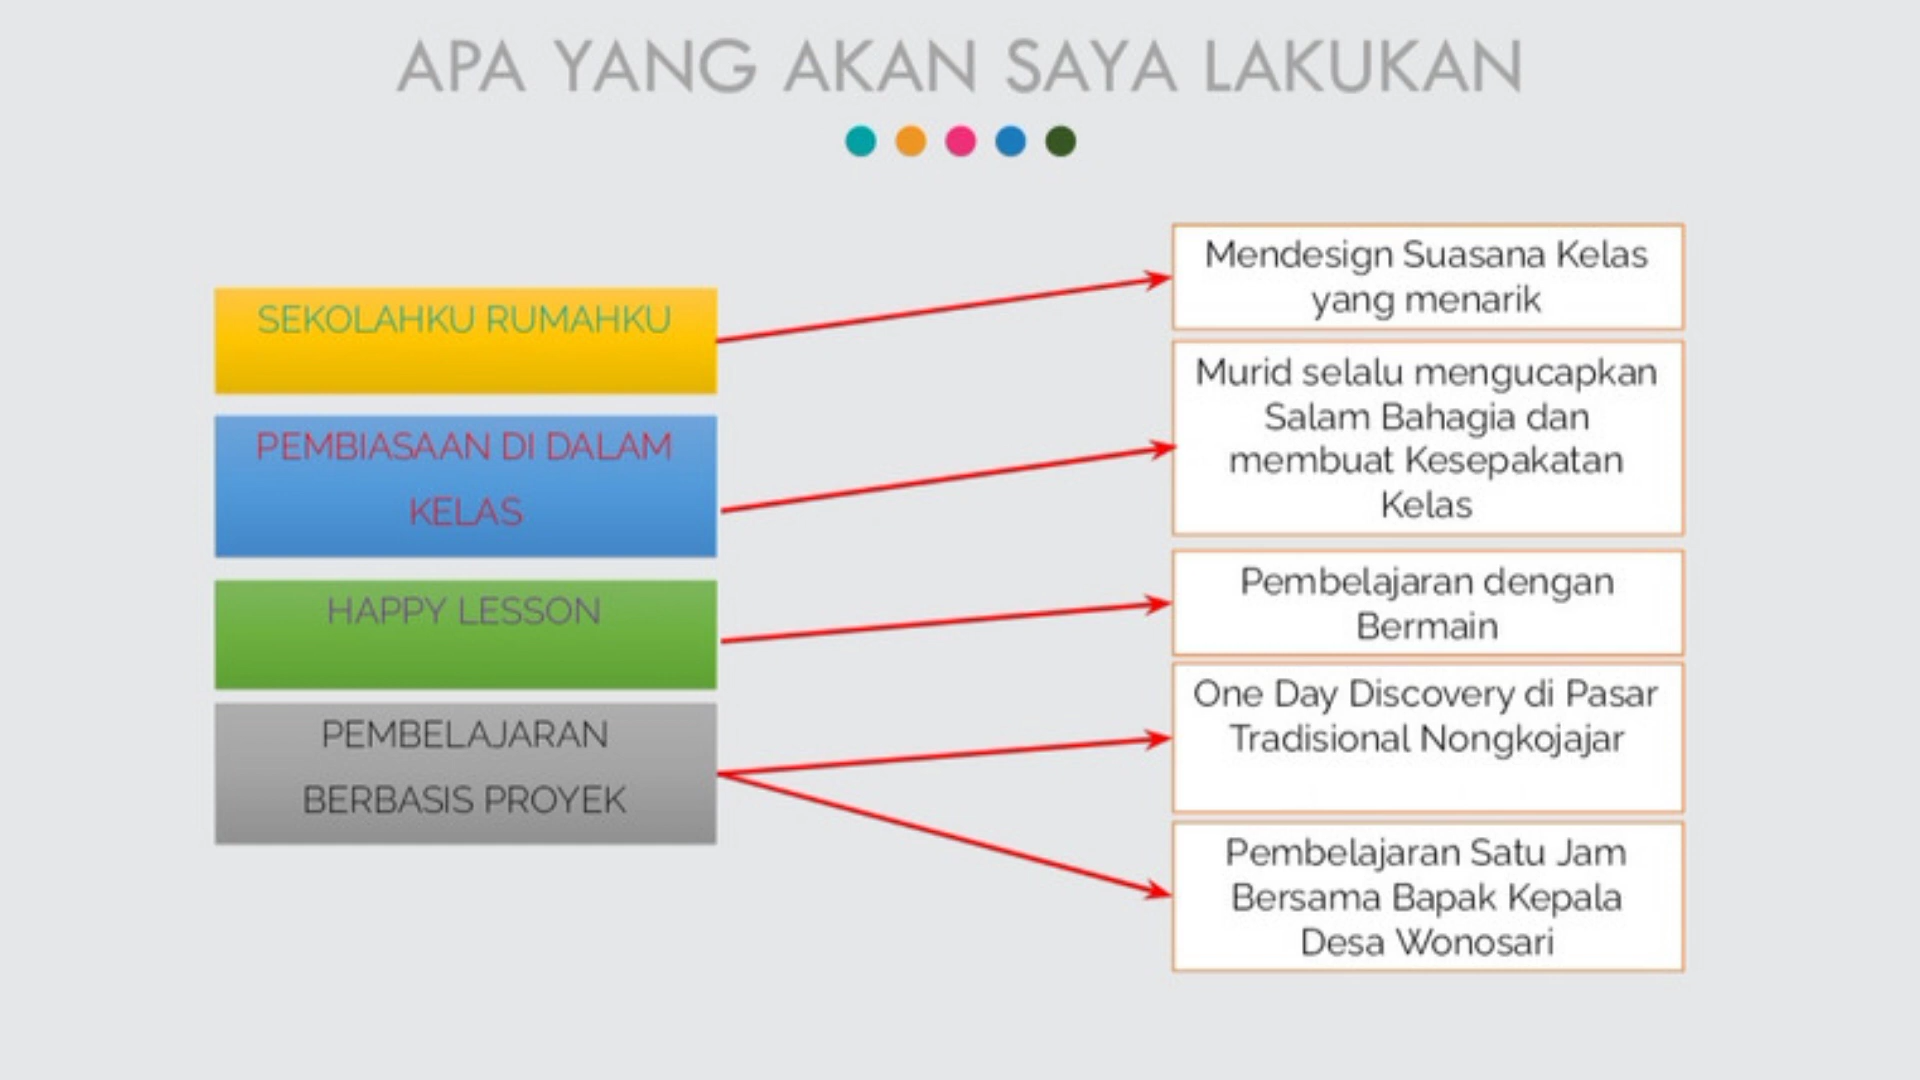 APA YANG AKAN SAYA LAKUKAN
SEKOLAHKU RUMAHKU
PEMBIASAAN DI DALAM
KELAS
HAPPY LESSON
PEMBELAJARAN
BERBASIS PROYEK
Mendesign Suasana Kelas
yang menarik
Murid selalu mengucapkan
Salam Bahagia dan
membuat Kesepakatan
Kelas
Pembelajaran dengan
Bermain
One Day Discovery di Pasar
Tradisional Nongkojajar
Pembelajaran Satu Jam
Bersama Bapak Kepala
Desa Wonosari